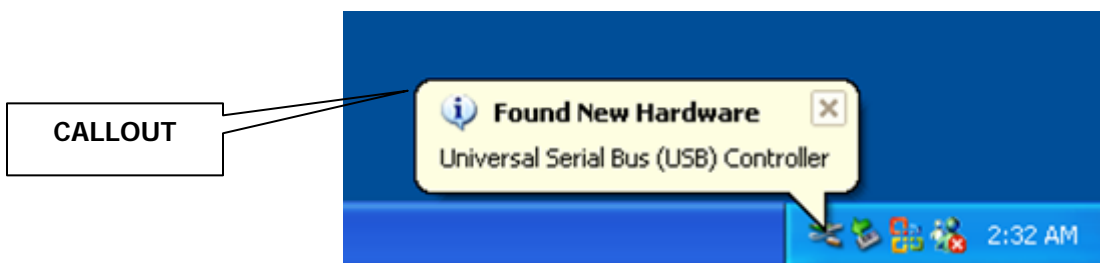 CALLOUT
Found New Hardware
Universal Serial Bus (USB) Controller
2:32 AM